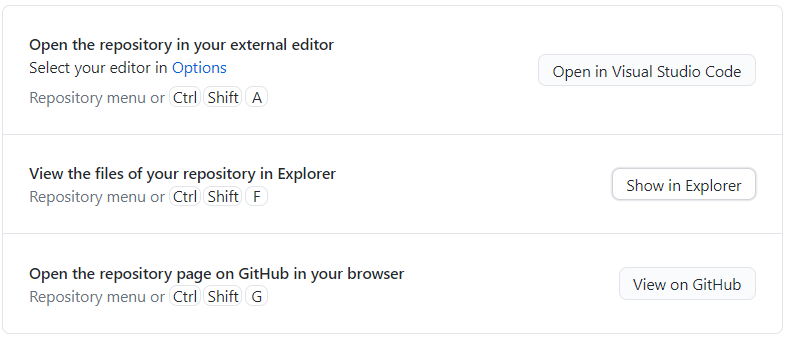 Open the repository in your external editor
Select your editor in Options
Open in Visual Studio Code
Repository menu or Ctrl Shift A
View the files of your repository in Explorer
Show in Explorer
Repository menu or Ctrl Shift F
Open the repository page on GitHub in your browser
View on GitHub
Repository menu or Ctrl Shift G